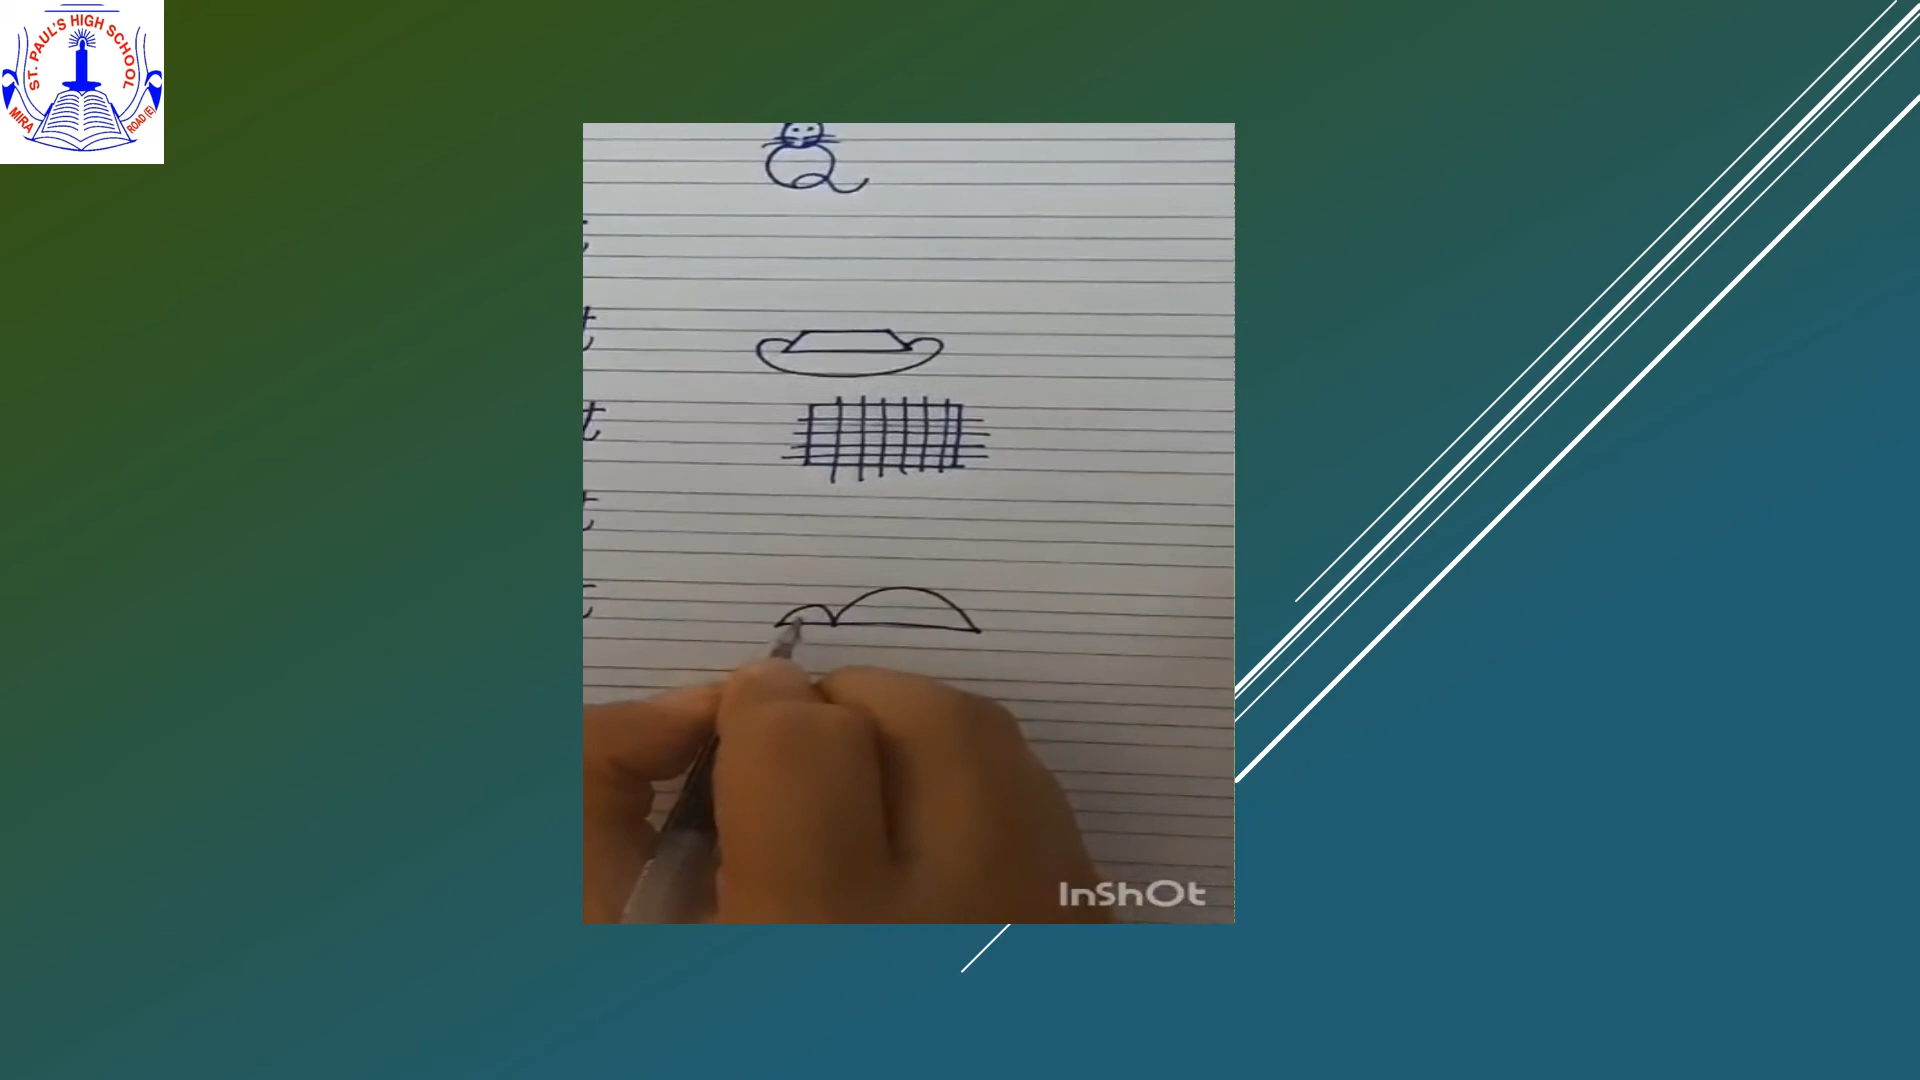 ST. PAUL'S HIGH SCHOOL
MIRA ROAD (E)
t
t
InShOt